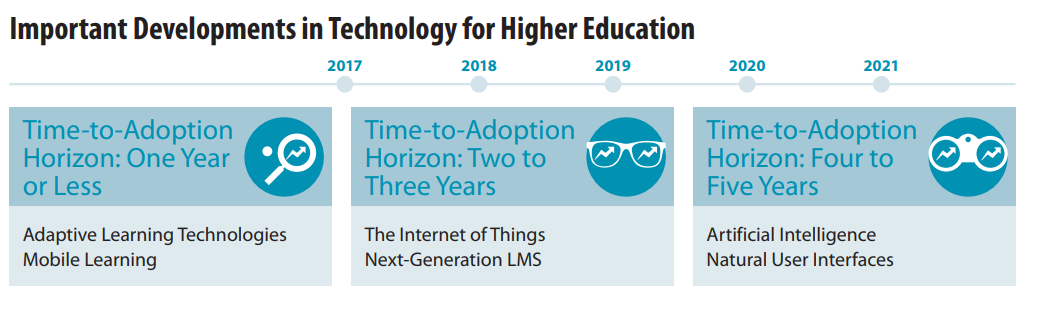 Important Developments in Technology for Higher Education
2017 2018 2019 2020 2021
Time-to-Adoption
Horizon: One Year
or Less
Adaptive Learning Technologies
Mobile Learning
Time-to-Adoption
Horizon: Two to
Three Years
The Internet of Things
Next-Generation LMS
Time-to-Adoption
Horizon: Four to
Five Years
Artificial Intelligence
Natural User Interfaces